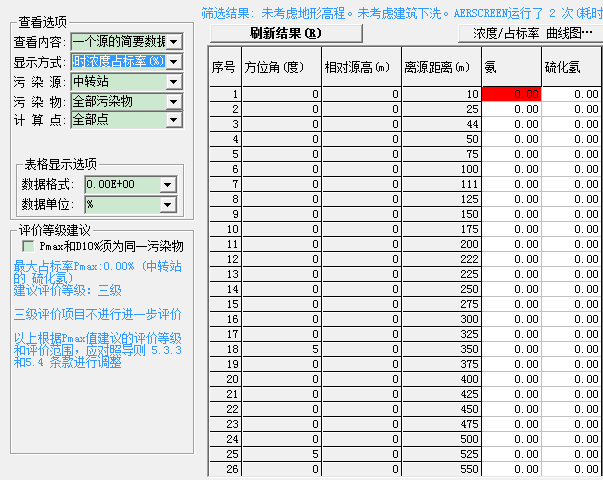 筛选结果: 未考虑地形高程。未考虑建筑下洗。AERSCREEN运行了 2 次(耗时
查看选项
查看内容: 一个源的简要数据
显示方式: 时浓度占标率(%)
污 染 源: 中转站
污 染 物: 全部污染物
计 算 点: 全部点
表格显示选项
数据格式: 0.00E+00
数据单位: %
评价等级建议
Pmax和D10%须为同一污染物
最大占标率Pmax:0.00% (中转站
的 硫化氢)
建议评价等级: 三级
三级评价项目不进行进一步评价
以上根据Pmax值建议的评价等级
和评价范围, 应对照导则 5.3.3
和5.4 条款进行调整
刷新结果(R) 浓度/占标率 曲线图…
序号 方位角(度) 相对源高(m) 离源距离(m) 氨 硫化氢
1 0 0 10 0.00 0.00
2 0 0 25 0.00 0.00
3 0 0 44 0.00 0.00
4 0 0 50 0.00 0.00
5 0 0 75 0.00 0.00
6 0 0 100 0.00 0.00
7 0 0 111 0.00 0.00
8 0 0 125 0.00 0.00
9 0 0 150 0.00 0.00
10 0 0 175 0.00 0.00
11 0 0 200 0.00 0.00
12 0 0 222 0.00 0.00
13 0 0 225 0.00 0.00
14 0 0 250 0.00 0.00
15 0 0 275 0.00 0.00
16 0 0 300 0.00 0.00
17 0 0 325 0.00 0.00
18 5 0 350 0.00 0.00
19 0 0 375 0.00 0.00
20 0 0 400 0.00 0.00
21 0 0 425 0.00 0.00
22 0 0 450 0.00 0.00
23 0 0 475 0.00 0.00
24 0 0 500 0.00 0.00
25 5 0 525 0.00 0.00
26 0 0 550 0.00 0.00